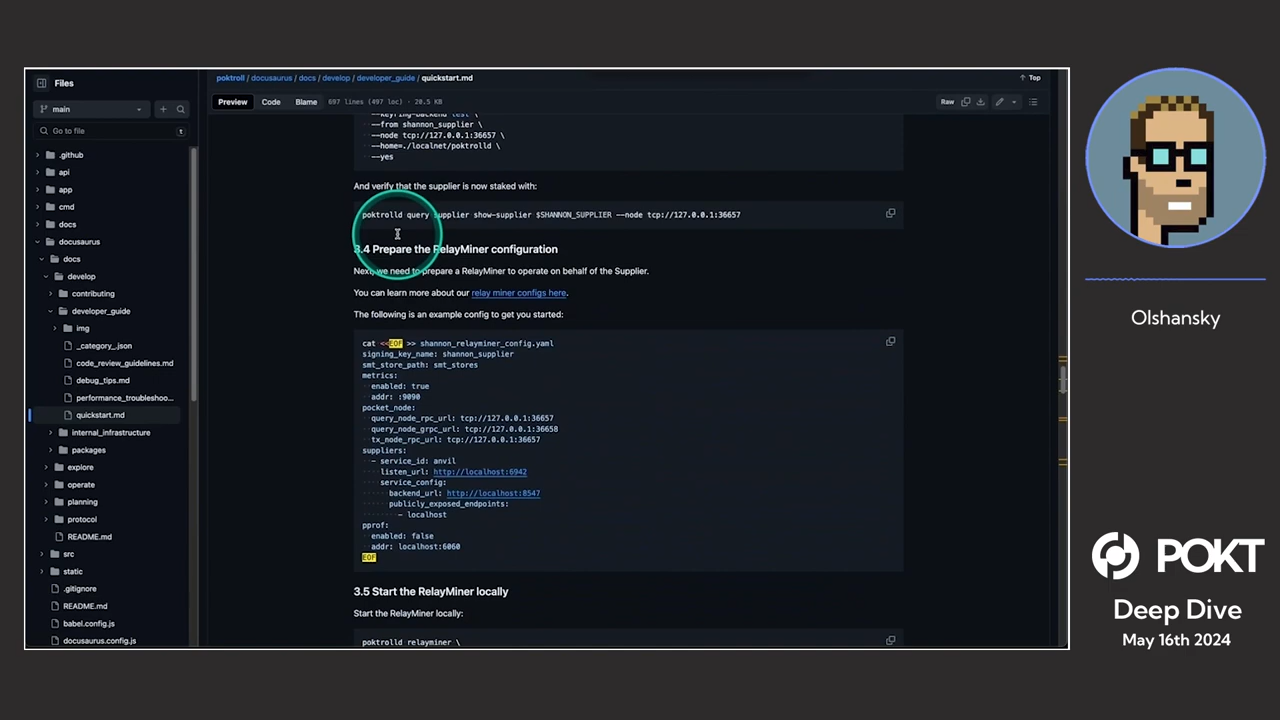 Files
main
Go to file
t
.github
api
app
cmd
docs
docusaurus
docs
develop
contributing
developer_guide
img
_category_.json
code_review_guidelines.md
debug_tips.md
performance_troubleshoo...
quickstart.md
internal_infrastructure
packages
explore
operate
planning
protocol
README.md
src
static
.gitignore
README.md
babel.config.js
docusaurus.config.js
poktroll / docusaurus / docs / develop / developer_guide / quickstart.md
Top
Preview Code Blame 697 lines (497 loc) · 20.5 KB
Raw
--keyring-backend test \
--from shannon_supplier \
--node tcp://127.0.0.1:36657 \
--home=./localnet/poktrolld \
--yes
And verify that the supplier is now staked with:
poktrolld query supplier show-supplier $SHANNON_SUPPLIER --node tcp://127.0.0.1:36657
3.4 Prepare the RelayMiner configuration
Next, we need to prepare a RelayMiner to operate on behalf of the Supplier.
You can learn more about our relay miner configs here.
The following is an example config to get you started:
cat <<EOF >> shannon_relayminer_config.yaml
signing_key_name: shannon_supplier
smt_store_path: smt_stores
metrics:
enabled: true
addr: :9090
pocket_node:
query_node_rpc_url: tcp://127.0.0.1:36657
query_node_grpc_url: tcp://127.0.0.1:36658
tx_node_rpc_url: tcp://127.0.0.1:36657
suppliers:
- service_id: anvil
listen_url: http://localhost:6942
service_config:
backend_url: http://localhost:8547
publicly_exposed_endpoints:
- localhost
pprof:
enabled: false
addr: localhost:6060
EOF
3.5 Start the RelayMiner locally
Start the RelayMiner locally:
poktrolld relayminer \
Olshansky
POKT
Deep Dive
May 16th 2024